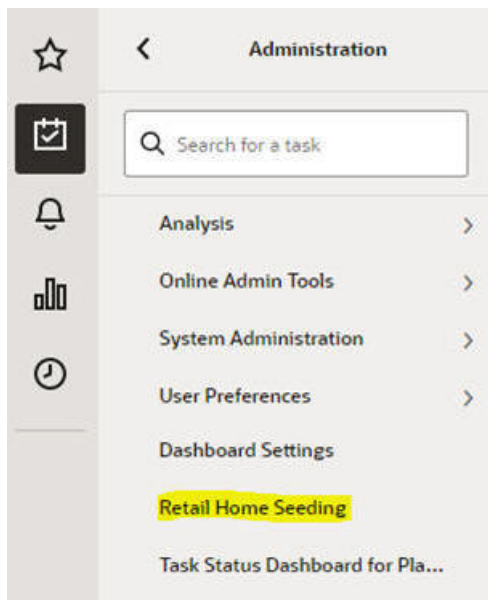 Administration
Search for a task
Analysis
Online Admin Tools
System Administration
User Preferences
Dashboard Settings
Retail Home Seeding
Task Status Dashboard for Pla...